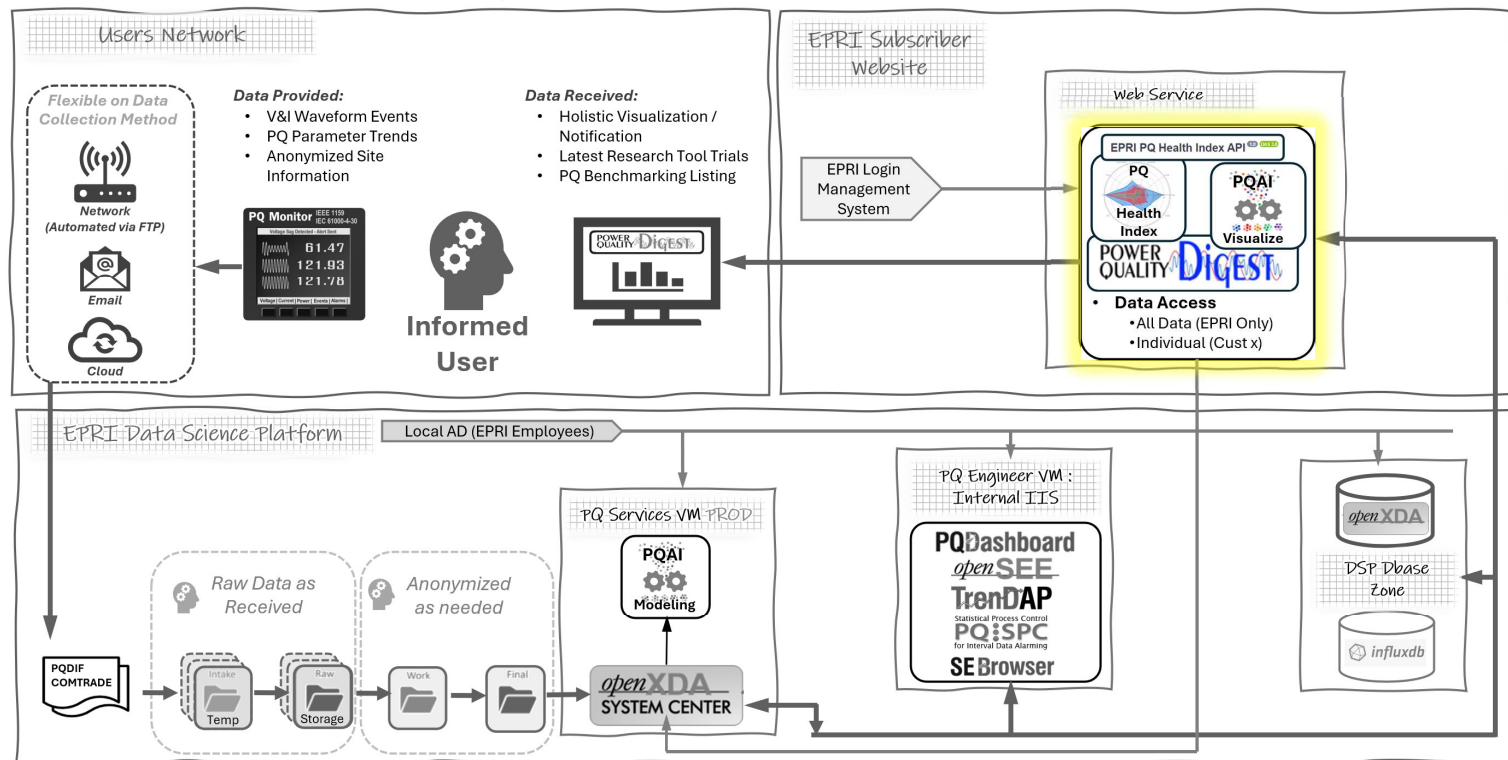 Users Network
Flexible on Data
Collection Method
Network
(Automated via FTP)
Email
Cloud
Data Provided:
• V&I Waveform Events
• PQ Parameter Trends
• Anonymized Site
Information
PQ Monitor IEEE 1159
IEC 61000-4-30
Voltage Sag Detected - Alert Sent
61.47
121.93
121.78
Voltage | Current | Power | Events | Alarms |
Informed
User
Data Received:
• Holistic Visualization /
Notification
• Latest Research Tool Trials
• PQ Benchmarking Listing
POWER
QUALITY DIGEST
EPRI Subscriber
Website
EPRI Login
Management
System
Web Service
EPRI PQ Health Index API 1.0 OAS 3.0
PQ
Health
Index
PQAI
Visualize
POWER
QUALITY DIGEST
• Data Access
• All Data (EPRI Only)
• Individual (Cust x)
EPRI Data Science Platform
Local AD (EPRI Employees)
PQDIF
COMTRADE
Raw Data as
Received
Intake
Temp
Raw
Storage
Anonymized
as needed
Work
Final
PQ Services VM PROD
PQAI
Modeling
openXDA
SYSTEM CENTER
PQ Engineer VM :
Internal IIS
PQDashboard
openSEE
TrenDAP
Statistical Process Control
PQ SPC
for Interval Data Alarming
SEBrowser
openXDA
DSP Dbase
Zone
influxdb